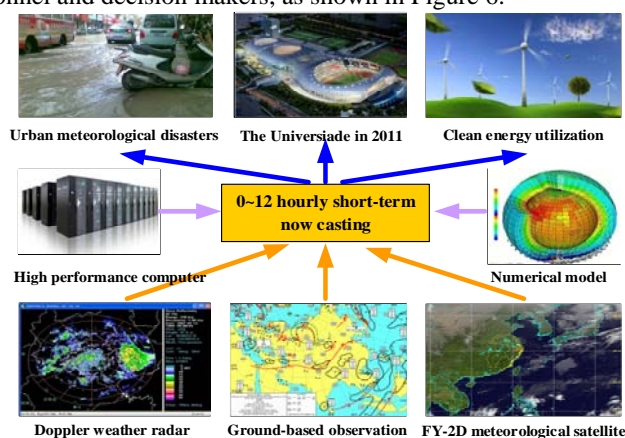 onnel and decision makers, as shown in Figure 6.
Urban meteorological disasters
The Universiade in 2011
Clean energy utilization
0~12 hourly short-term
now casting
High performance computer
Numerical model
Doppler weather radar
Ground-based observation
FY-2D meteorological satellite